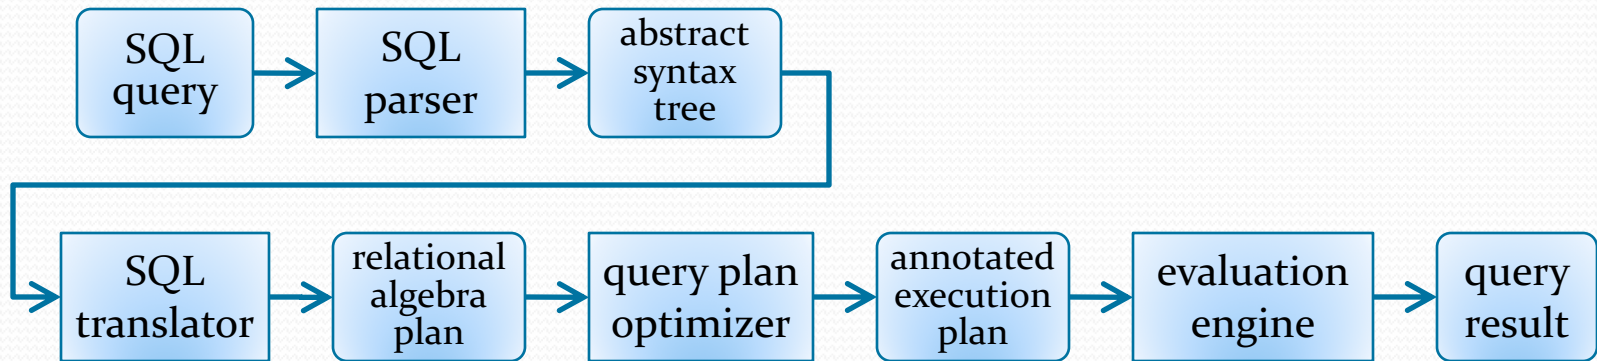 SQL
query
SQL
parser
abstract
syntax
tree
SQL
translator
relational
algebra
plan
query plan
optimizer
annotated
execution
plan
evaluation
engine
query
result